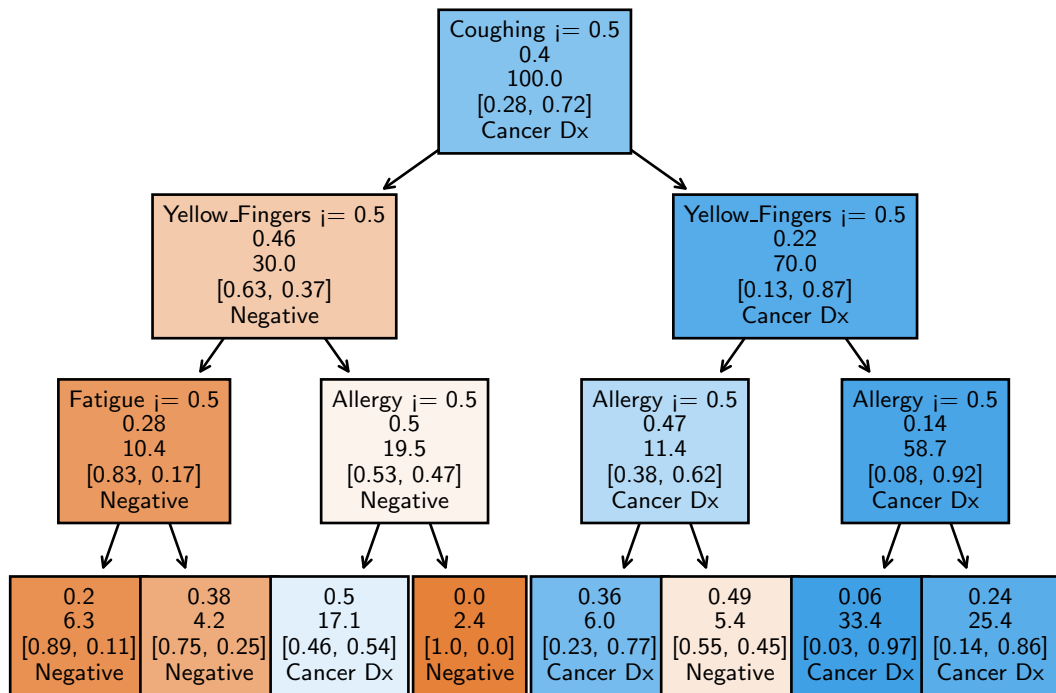 Coughing ¡= 0.5
0.4
100.0
[0.28, 0.72]
Cancer Dx
Yellow_Fingers ¡= 0.5
0.46
30.0
[0.63, 0.37]
Negative
Yellow_Fingers ¡= 0.5
0.22
70.0
[0.13, 0.87]
Cancer Dx
Fatigue ¡= 0.5
0.28
10.4
[0.83, 0.17]
Negative
Allergy ¡= 0.5
0.5
19.5
[0.53, 0.47]
Negative
Allergy ¡= 0.5
0.47
11.4
[0.38, 0.62]
Cancer Dx
Allergy ¡= 0.5
0.14
58.7
[0.08, 0.92]
Cancer Dx
0.2
6.3
[0.89, 0.11]
Negative
0.38
4.2
[0.75, 0.25]
Negative
0.5
17.1
[0.46, 0.54]
Cancer Dx
0.0
2.4
[1.0, 0.0]
Negative
0.36
6.0
[0.23, 0.77]
Cancer Dx
0.49
5.4
[0.55, 0.45]
Negative
0.06
33.4
[0.03, 0.97]
Cancer Dx
0.24
25.4
[0.14, 0.86]
Cancer Dx